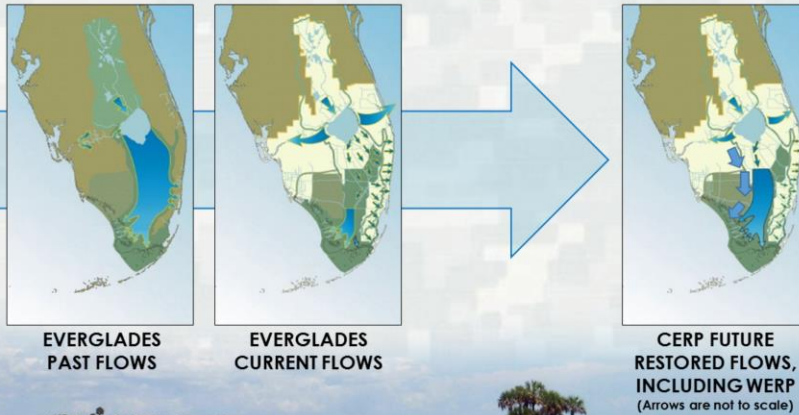 EVERGLADES
PAST FLOWS
EVERGLADES
CURRENT FLOWS
CERP FUTURE
RESTORED FLOWS,
INCLUDING WERP
(Arrows are not to scale)